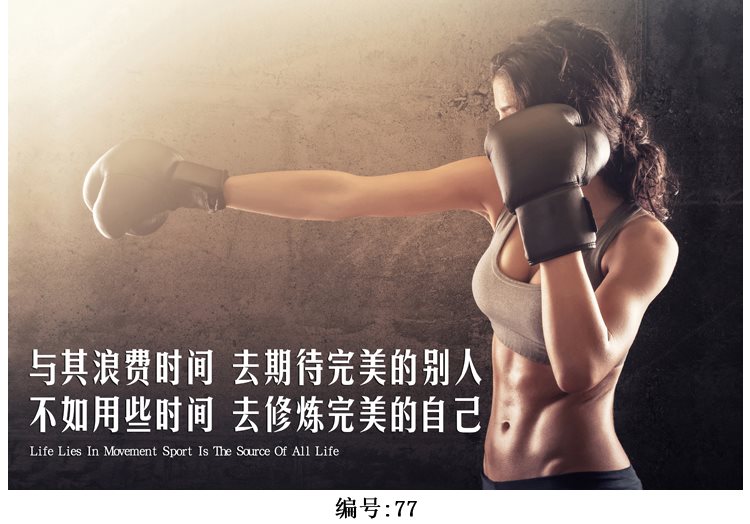 与其浪费时间 去期待完美的别人
不如用些时间 去修炼完美的自己
Life Lies In Movement Sport Is The Source Of All Life
编号:77